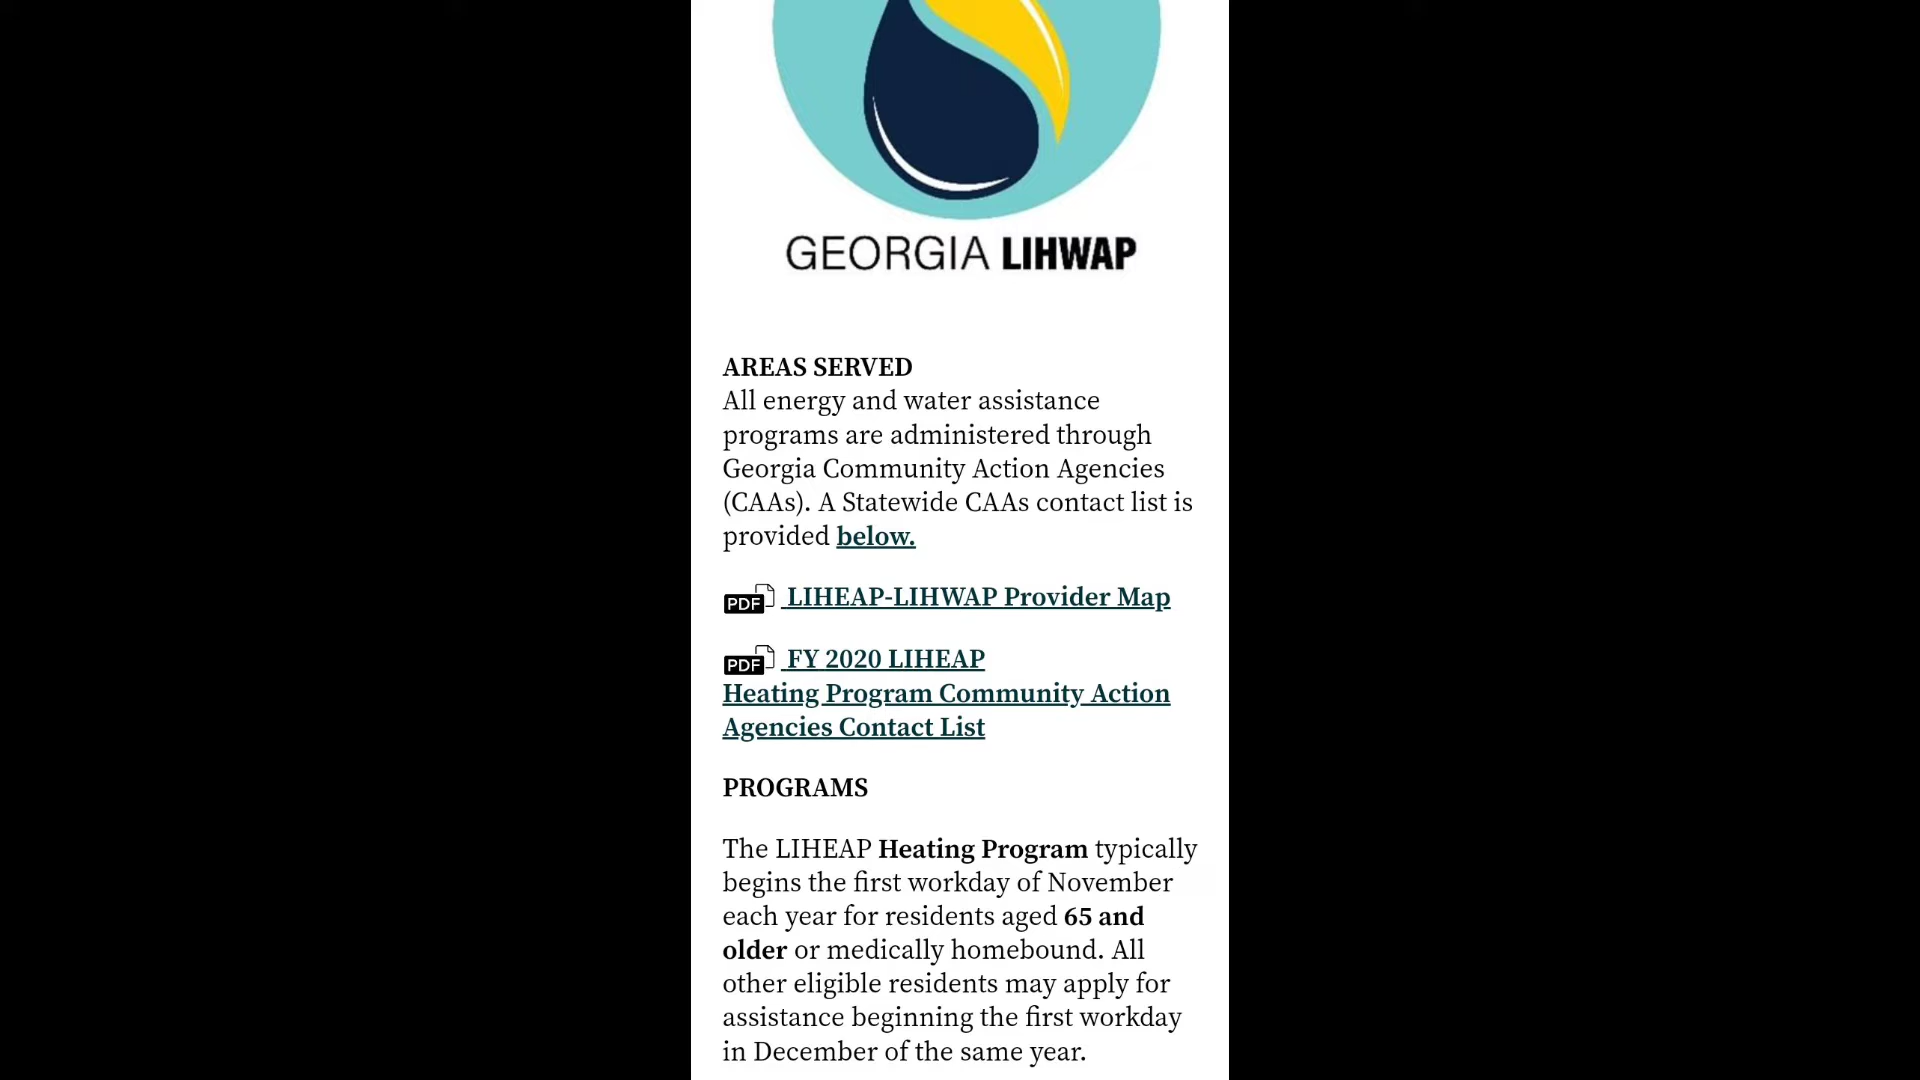 GEORGIA LIHWAP
AREAS SERVED
All energy and water assistance
programs are administered through
Georgia Community Action Agencies
(CAAs). A Statewide CAAs contact list is
provided below.
PDF LIHEAP-LIHWAP Provider Map
PDF FY 2020 LIHEAP
Heating Program Community Action
Agencies Contact List
PROGRAMS
The LIHEAP Heating Program typically
begins the first workday of November
each year for residents aged 65 and
older or medically homebound. All
other eligible residents may apply for
assistance beginning the first workday
in December of the same year.